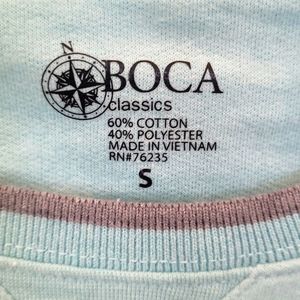 N
BOCA
classics
60% COTTON
40% POLYESTER
MADE IN VIETNAM
RN#76235
S